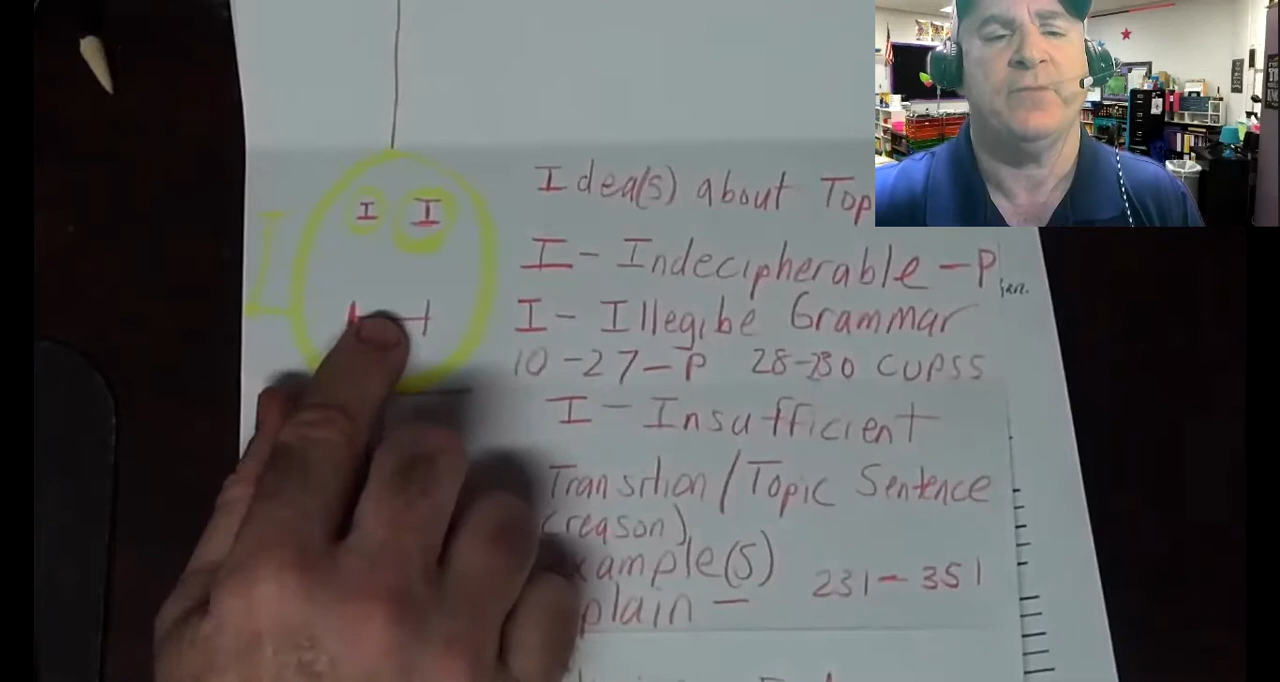 Idea(s) about Top
I I
I
I - Indecipherable - P
I - Illegibe Grammar
10-27-P 28-230 CUPSS
I - Insufficient
Transition/Topic Sentence
(reason)
xample(s)
231-351
plain -